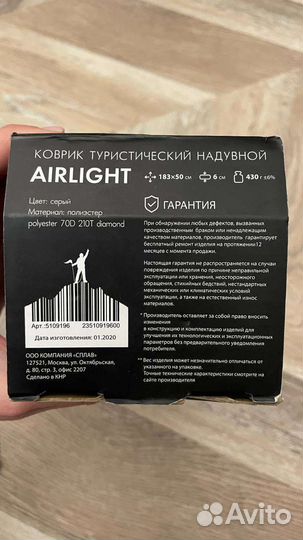 КОВРИК ТУРИСТИЧЕСКИЙ НАДУВНОЙ
AIRLIGHT
183×50 см
6 см
430 г ±6%
Цвет: серый
Материал: полиэстер
polyester 70D 210T diamond
ГАРАНТИЯ
При обнаружении любых дефектов, вызванных
производственным браком или ненадлежащим
качеством материалов, производитель гарантирует
бесплатный ремонт изделия на протяжении12
месяцев с момента продажи.
Настоящая гарантия не распространяется на случаи
повреждения изделия по причине неправильной
эксплуатации или хранения, неосторожного
обращения, стихийных бедствий, нестандартных
механических или климатических условий
эксплуатации, а также на естественный износ
материалов.
* Производитель оставляет за собой право вносить
изменения
в конструкцию и комплектацию изделий для
улучшения их технологических и эксплуатационных
параметров без предварительного уведомления
потребителя.
** Вес изделия может незначительно отличаться от
указанного на товаре.
Точные технические характеристики смотрите на
сайте производителя
Арт.:5109196
23510919600
Дата изготовления: 01.2020
ООО КОМПАНИЯ «СПЛАВ»
127521, Москва, ул. Октябрьская,
д. 80, стр. 3, офис 2207
Сделано в КНР
Avito